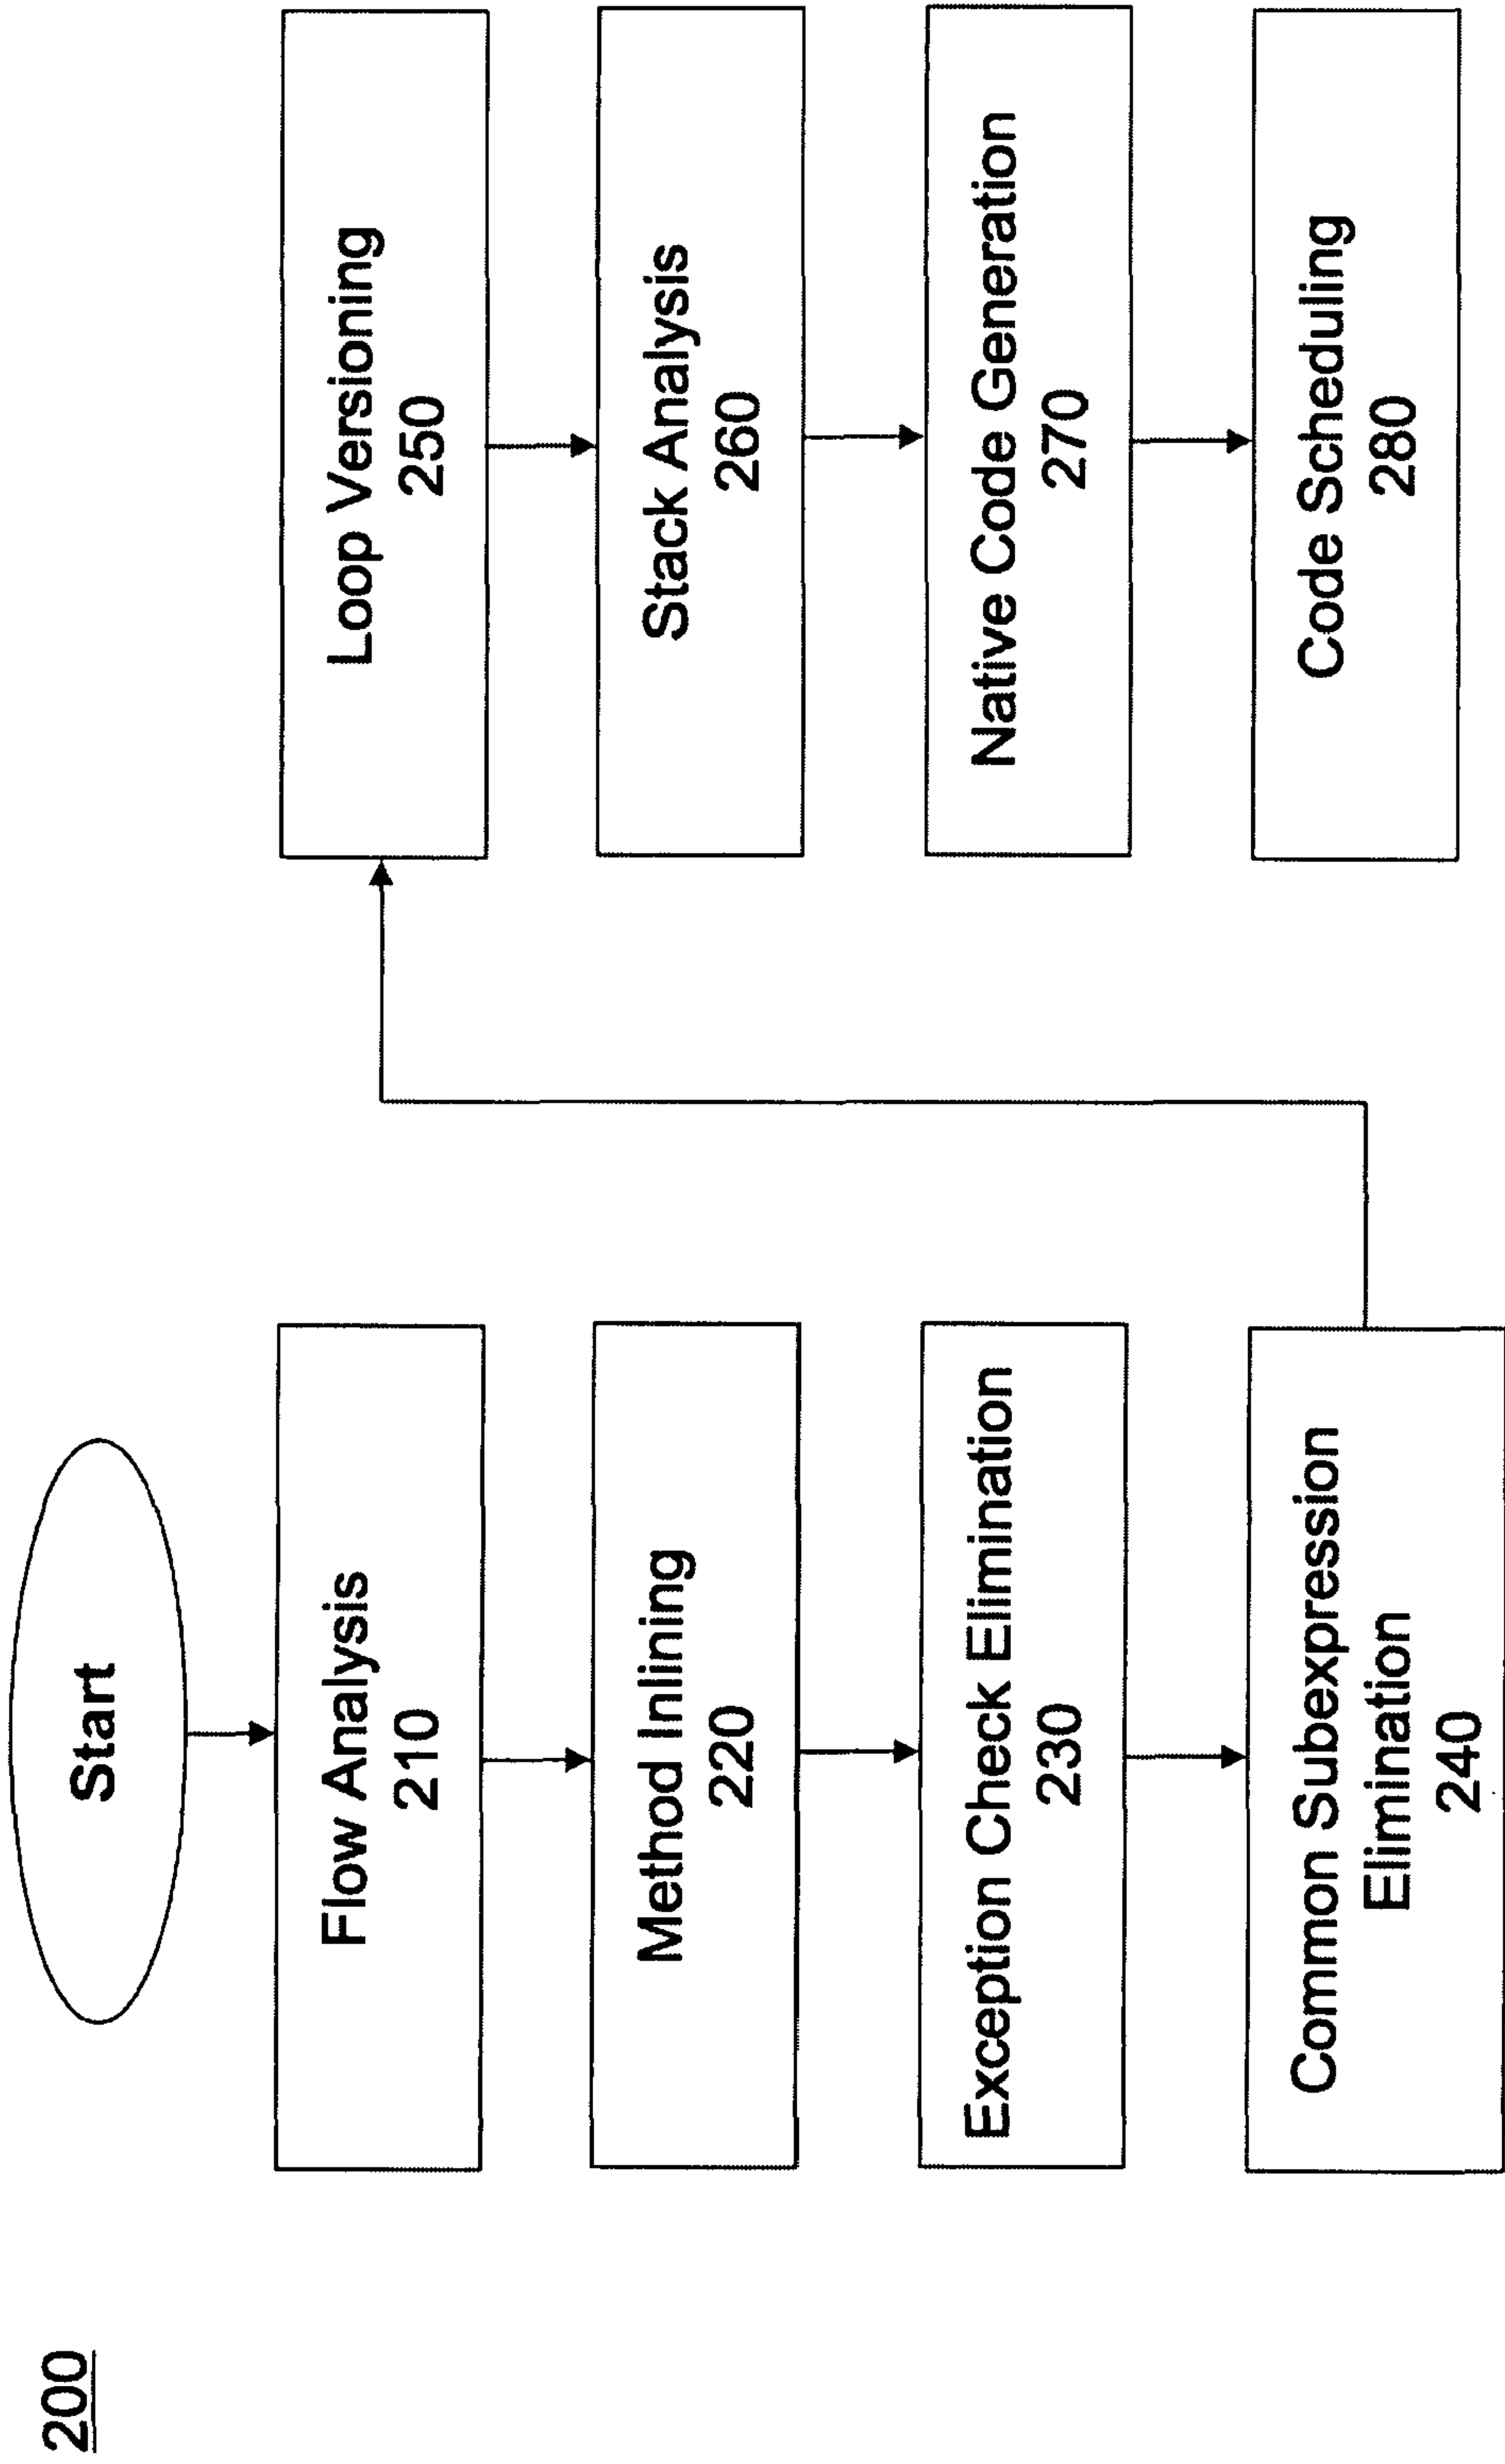 200
Start
Flow Analysis
210
Method Inlining
220
Exception Check Elimination
230
Common Subexpression
Elimination
240
Loop Versioning
250
Stack Analysis
260
Native Code Generation
270
Code Scheduling
280